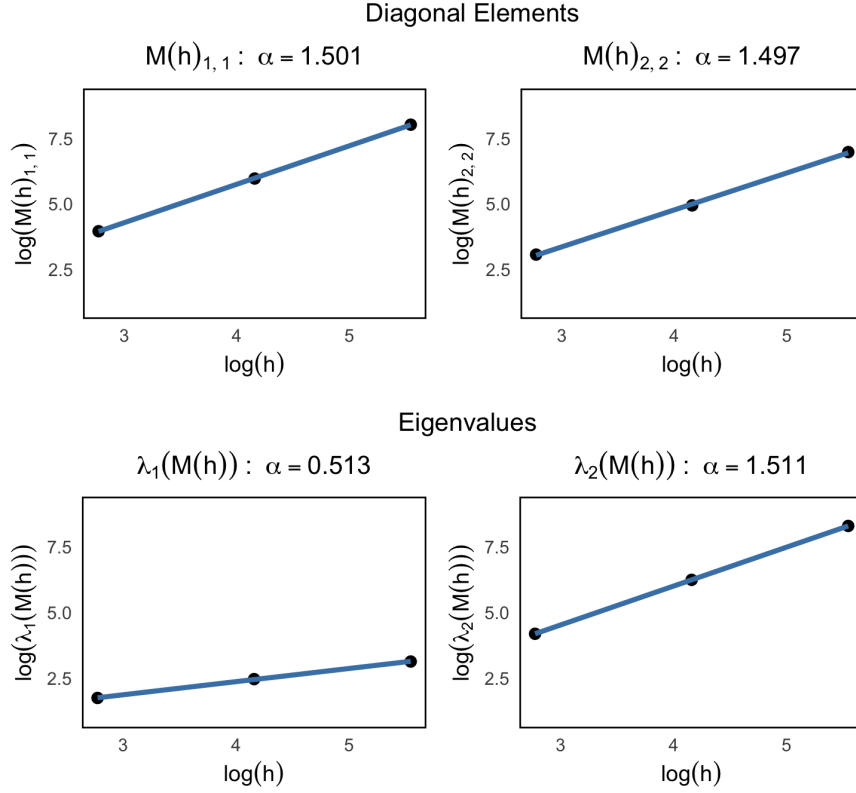 Diagonal Elements
M(h)₁, ₁ : α = 1.501
M(h)₂, ₂ : α = 1.497
log(M(h)₁, ₁)
7.5
5.0
2.5
3 4 5
log(h)
log(M(h)₂, ₂)
7.5
5.0
2.5
3 4 5
log(h)
Eigenvalues
λ₁(M(h)) : α = 0.513
λ₂(M(h)) : α = 1.511
log(λ₁(M(h)))
7.5
5.0
2.5
3 4 5
log(h)
log(λ₂(M(h)))
7.5
5.0
2.5
3 4 5
log(h)